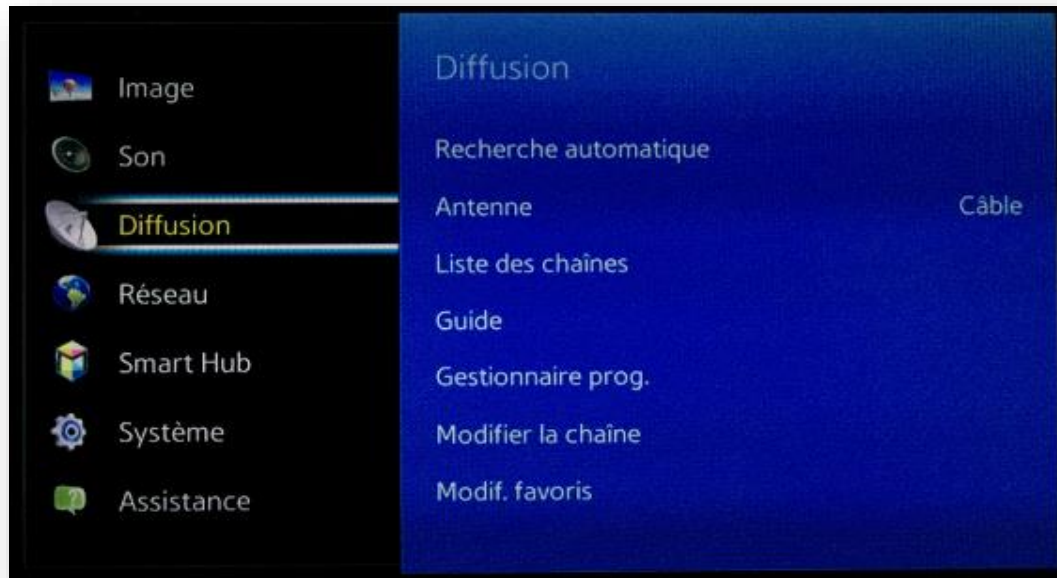 Image
Son
Diffusion
Réseau
Smart Hub
Système
Assistance
Diffusion
Recherche automatique
Antenne Câble
Liste des chaînes
Guide
Gestionnaire prog.
Modifier la chaîne
Modif. favoris